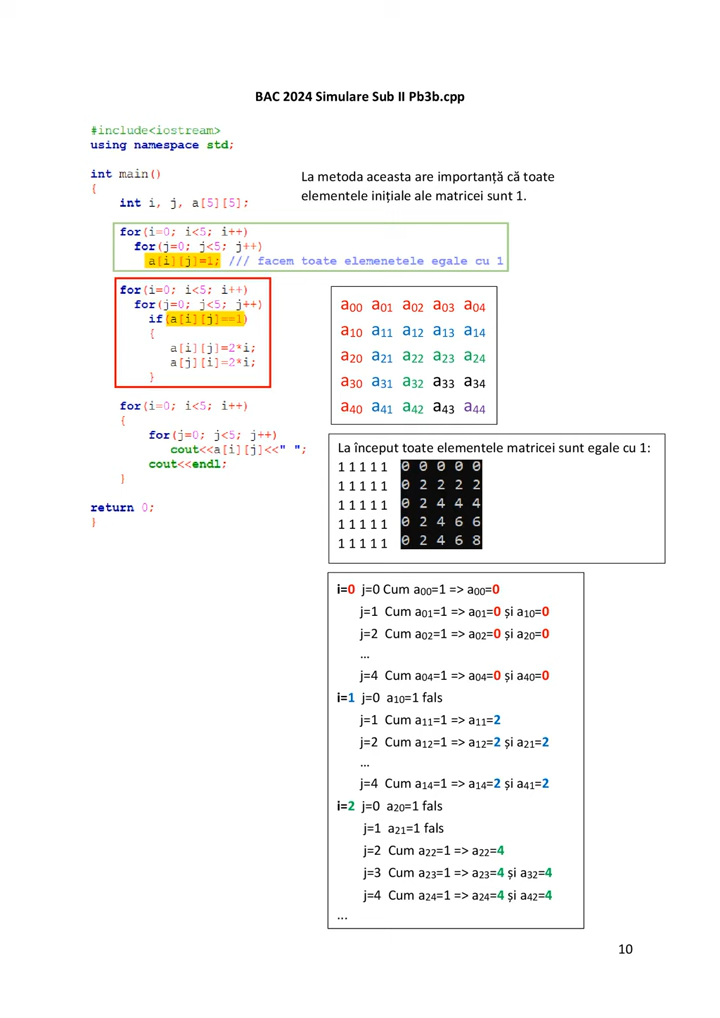 BAC 2024 Simulare Sub II Pb3b.cpp
#include<iostream>
using namespace std;
int main()
{
int i, j, a[5][5];
La metoda aceasta are importanță că toate
elementele inițiale ale matricei sunt 1.
for(i=0; i<5; i++)
for(j=0; j<5; j++)
a[i][j]=1; /// facem toate elemenetele egale cu 1
for(i=0; i<5; i++)
for(j=0; j<5; j++)
if(a[i][j]==1)
{
a[i][j]=2*i;
a[j][i]=2*i;
}
for(i=0; i<5; i++)
{
for(j=0; j<5; j++)
cout<<a[i][j]<<" ";
cout<<endl;
}
return 0;
}
a00 a01 a02 a03 a04
a10 a11 a12 a13 a14
a20 a21 a22 a23 a24
a30 a31 a32 a33 a34
a40 a41 a42 a43 a44
La început toate elementele matricei sunt egale cu 1:
1 1 1 1 1
1 1 1 1 1
1 1 1 1 1
1 1 1 1 1
1 1 1 1 1
0 0 0 0 0
0 2 2 2 2
0 2 4 4 4
0 2 4 6 6
0 2 4 6 8
i=0 j=0 Cum a00=1 => a00=0
j=1 Cum a01=1 => a01=0 și a10=0
j=2 Cum a02=1 => a02=0 și a20=0
…
j=4 Cum a04=1 => a04=0 și a40=0
i=1 j=0 a10=1 fals
j=1 Cum a11=1 => a11=2
j=2 Cum a12=1 => a12=2 și a21=2
…
j=4 Cum a14=1 => a14=2 și a41=2
i=2 j=0 a20=1 fals
j=1 a21=1 fals
j=2 Cum a22=1 => a22=4
j=3 Cum a23=1 => a23=4 și a32=4
j=4 Cum a24=1 => a24=4 și a42=4
...
10